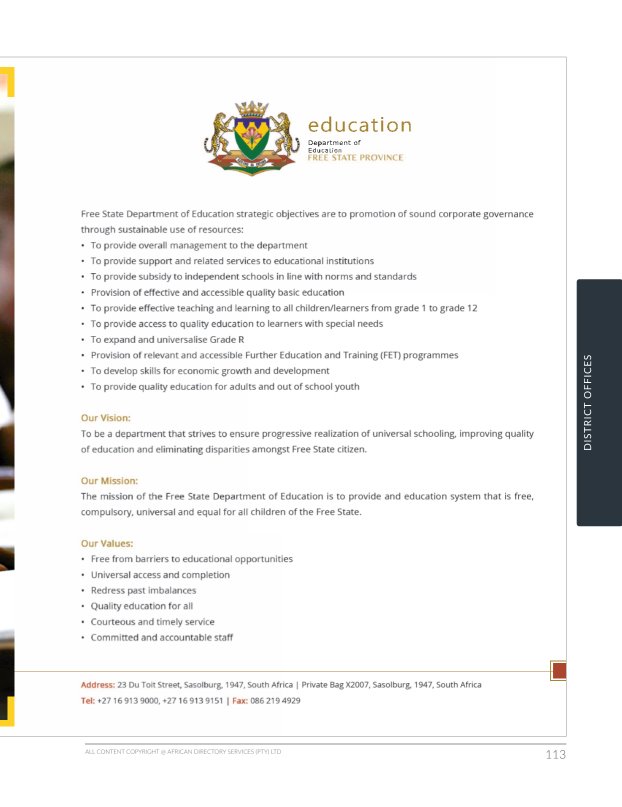 education
Department of
Education
FREE STATE PROVINCE
Free State Department of Education strategic objectives are to promotion of sound corporate governance
through sustainable use of resources:
• To provide overall management to the department
• To provide support and related services to educational institutions
• To provide subsidy to independent schools in line with norms and standards
• Provision of effective and accessible quality basic education
• To provide effective teaching and learning to all children/learners from grade 1 to grade 12
• To provide access to quality education to learners with special needs
• To expand and universalise Grade R
• Provision of relevant and accessible Further Education and Training (FET) programmes
• To develop skills for economic growth and development
• To provide quality education for adults and out of school youth
Our Vision:
To be a department that strives to ensure progressive realization of universal schooling, improving quality
of education and eliminating disparities amongst Free State citizen.
Our Mission:
The mission of the Free State Department of Education is to provide and education system that is free,
compulsory, universal and equal for all children of the Free State.
Our Values:
• Free from barriers to educational opportunities
• Universal access and completion
• Redress past imbalances
• Quality education for all
• Courteous and timely service
• Committed and accountable staff
Address: 23 Du Toit Street, Sasolburg, 1947, South Africa | Private Bag X2007, Sasolburg, 1947, South Africa
Tel: +27 16 913 9000, +27 16 913 9151 | Fax: 086 219 4929
DISTRICT OFFICES
ALL CONTENT COPYRIGHT @ AFRICAN DIRECTORY SERVICES (PTY) LTD
113